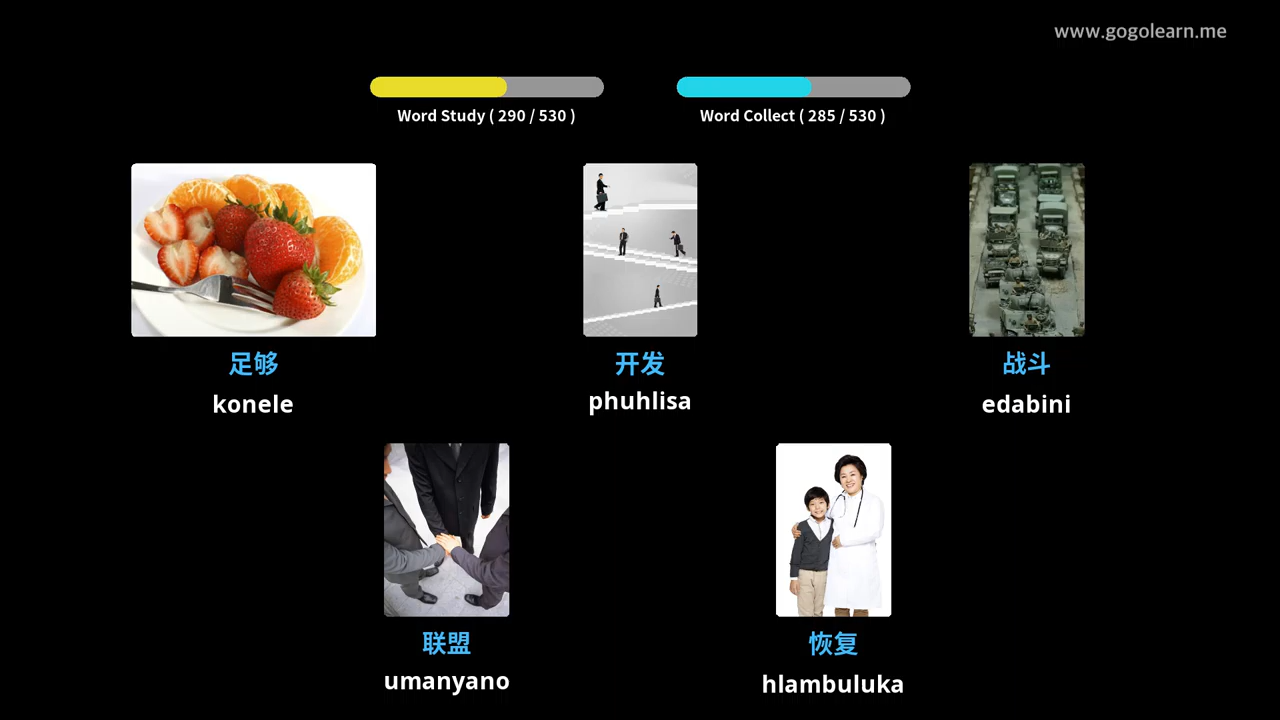 www.gogolearn.me
Word Study ( 290 / 530 )
Word Collect ( 285 / 530 )
足够
konele
开发
phuhlisa
战斗
edabini
联盟
umanyano
恢复
hlambuluka